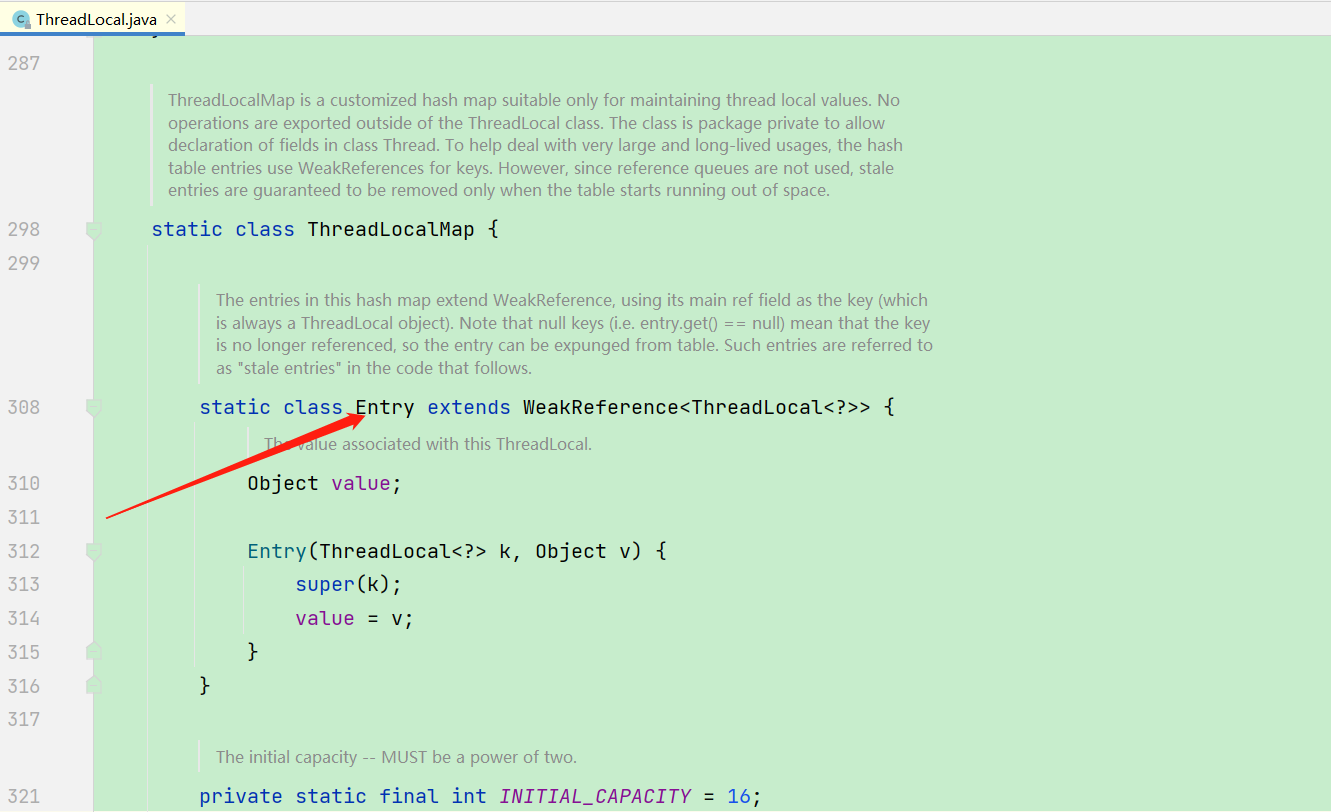 ThreadLocal.java
287
ThreadLocalMap is a customized hash map suitable only for maintaining thread local values. No
operations are exported outside of the ThreadLocal class. The class is package private to allow
declaration of fields in class Thread. To help deal with very large and long-lived usages, the hash
table entries use WeakReferences for keys. However, since reference queues are not used, stale
entries are guaranteed to be removed only when the table starts running out of space.
298 static class ThreadLocalMap {
299
The entries in this hash map extend WeakReference, using its main ref field as the key (which
is always a ThreadLocal object). Note that null keys (i.e. entry.get() == null) mean that the key
is no longer referenced, so the entry can be expunged from table. Such entries are referred to
as "stale entries" in the code that follows.
308 static class Entry extends WeakReference<ThreadLocal<?>> {
The value associated with this ThreadLocal.
310 Object value;
311
312 Entry(ThreadLocal<?> k, Object v) {
313 super(k);
314 value = v;
315 }
316 }
317
The initial capacity -- MUST be a power of two.
321 private static final int INITIAL_CAPACITY = 16;